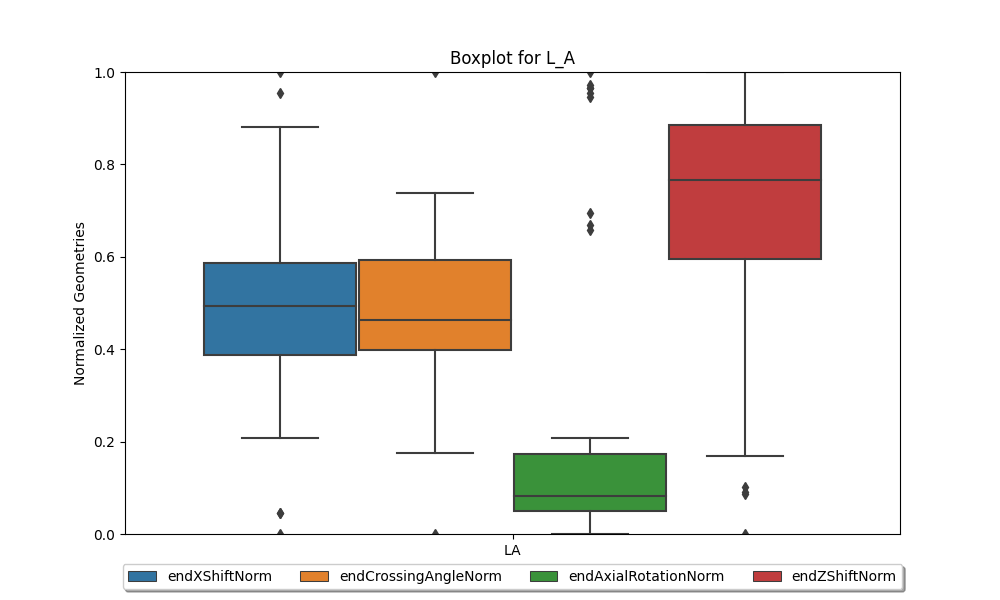 Boxplot for L_A
1.0
0.8
0.6
0.4
0.2
0.0
Normalized Geometries
LA
endXShiftNorm endCrossingAngleNorm endAxialRotationNorm endZShiftNorm